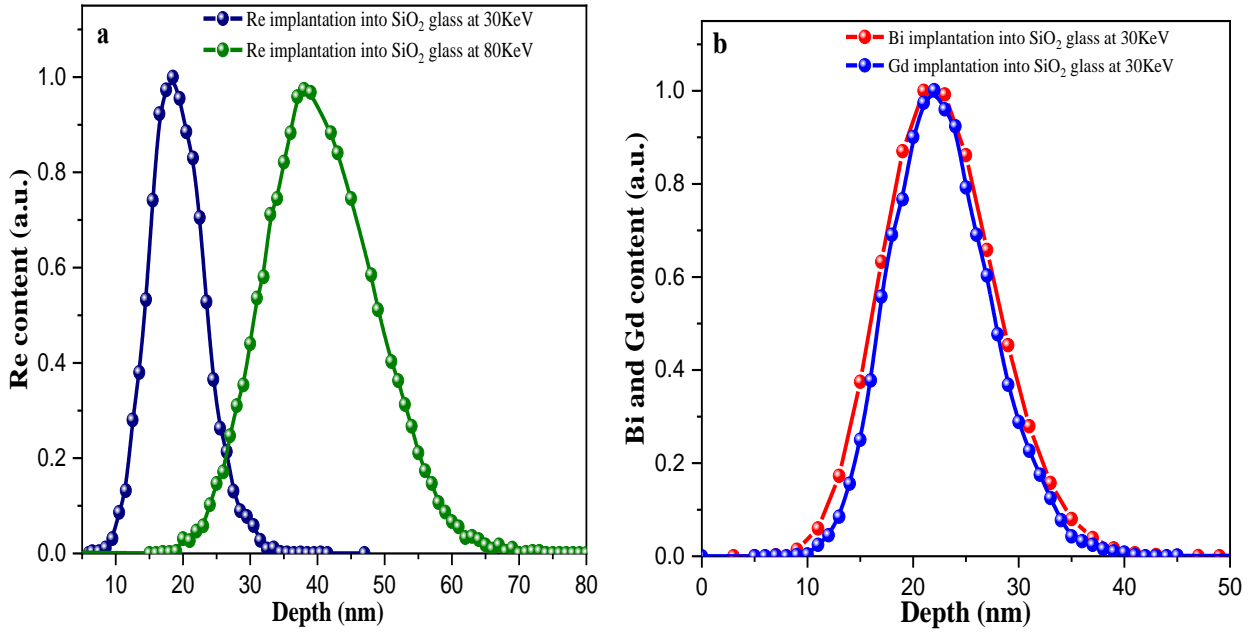 a
Re implantation into SiO₂ glass at 30KeV
Re implantation into SiO₂ glass at 80KeV
Re content (a.u.)
1.0
0.8
0.6
0.4
0.2
0.0
10 20 30 40 50 60 70 80
Depth (nm)
b
Bi implantation into SiO₂ glass at 30KeV
Gd implantation into SiO₂ glass at 30KeV
Bi and Gd content (a.u.)
1.0
0.8
0.6
0.4
0.2
0.0
0 10 20 30 40 50
Depth (nm)